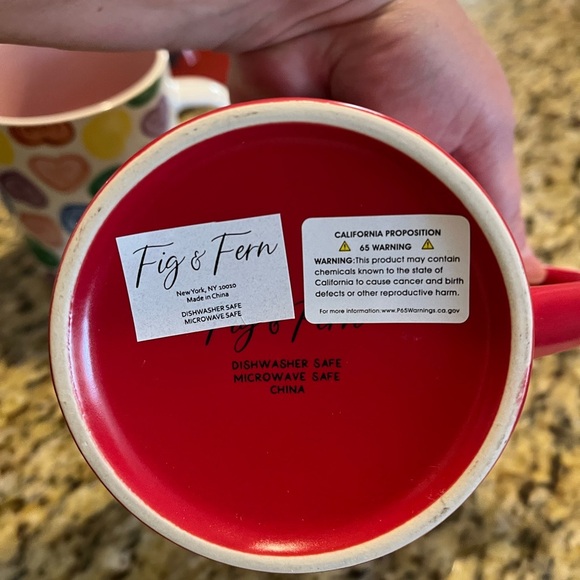 Fig & Fern
New York, NY 10010
Made in China
DISHWASHER SAFE
MICROWAVE SAFE
CALIFORNIA PROPOSITION
65 WARNING
WARNING:This product may contain
chemicals known to the state of
California to cause cancer and birth
defects or other reproductive harm.
For more information:www.P65Warnings.ca.gov
Fig & Fern
DISHWASHER SAFE
MICROWAVE SAFE
CHINA